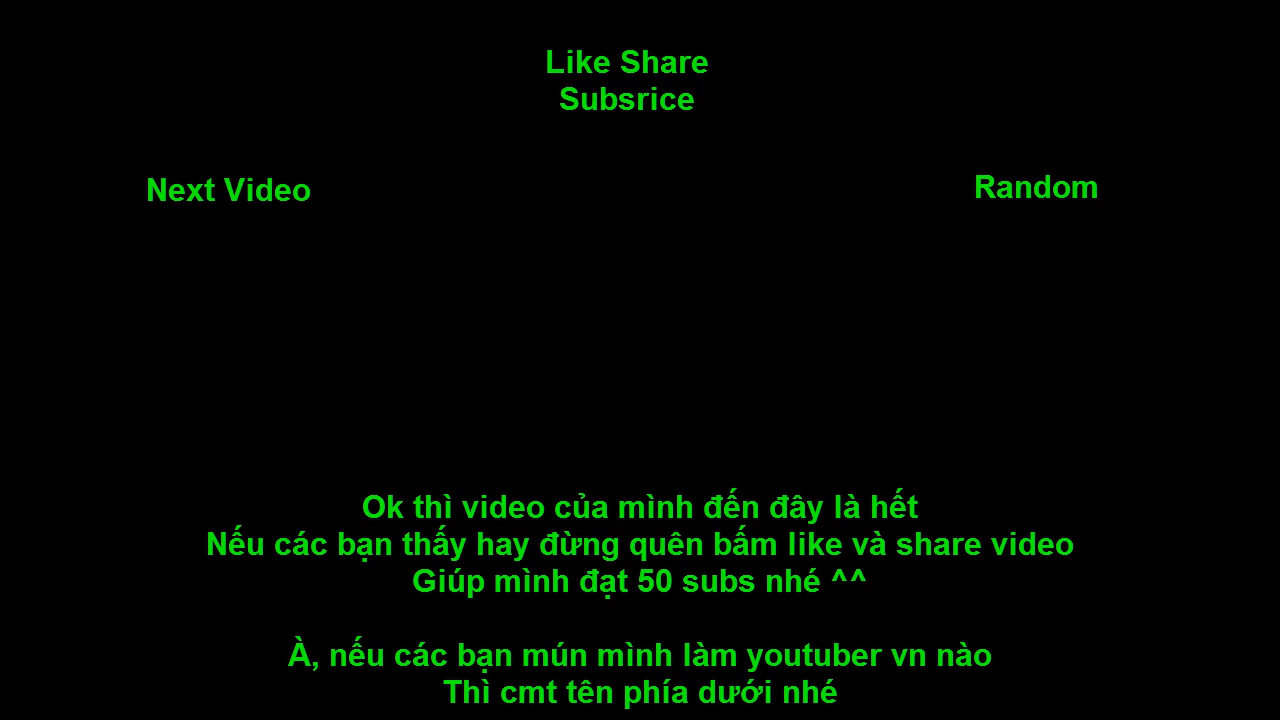 Like Share
Subsrice
Next Video
Random
Ok thì video của mình đến đây là hết
Nếu các bạn thấy hay đừng quên bấm like và share video
Giúp mình đạt 50 subs nhé ^^
À, nếu các bạn mún mình làm youtuber vn nào
Thì cmt tên phía dưới nhé